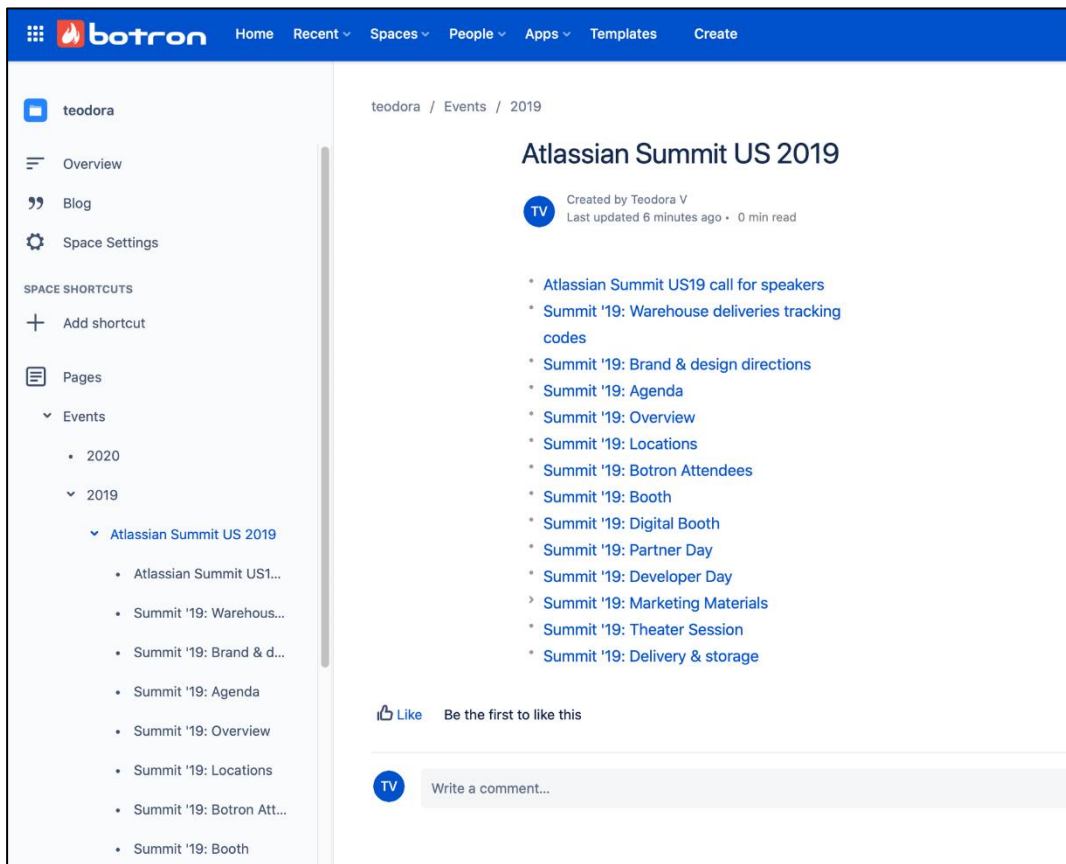 botron Home Recent Spaces People Apps Templates Create
teodora
Overview
Blog
Space Settings
SPACE SHORTCUTS
Add shortcut
Pages
Events
2020
2019
Atlassian Summit US 2019
Atlassian Summit US1...
Summit '19: Warehous...
Summit '19: Brand & d...
Summit '19: Agenda
Summit '19: Overview
Summit '19: Locations
Summit '19: Botron Att...
Summit '19: Booth
teodora / Events / 2019
Atlassian Summit US 2019
TV
Created by Teodora V
Last updated 6 minutes ago • 0 min read
Atlassian Summit US19 call for speakers
Summit '19: Warehouse deliveries tracking
codes
Summit '19: Brand & design directions
Summit '19: Agenda
Summit '19: Overview
Summit '19: Locations
Summit '19: Botron Attendees
Summit '19: Booth
Summit '19: Digital Booth
Summit '19: Partner Day
Summit '19: Developer Day
Summit '19: Marketing Materials
Summit '19: Theater Session
Summit '19: Delivery & storage
Like Be the first to like this
TV Write a comment...